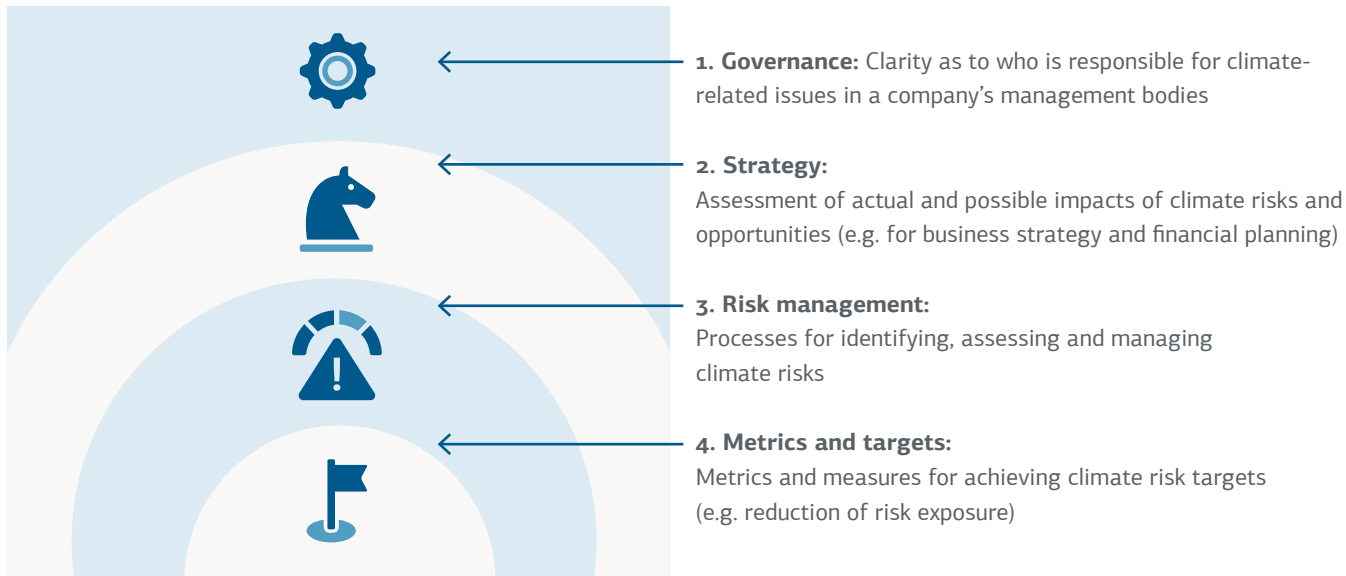 1. Governance: Clarity as to who is responsible for climate-
related issues in a company’s management bodies
2. Strategy:
Assessment of actual and possible impacts of climate risks and
opportunities (e.g. for business strategy and financial planning)
3. Risk management:
Processes for identifying, assessing and managing
climate risks
4. Metrics and targets:
Metrics and measures for achieving climate risk targets
(e.g. reduction of risk exposure)